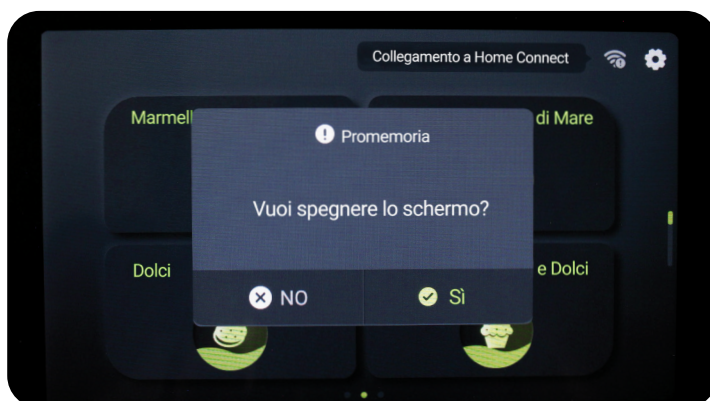 Collegamento a Home Connect
Marmell
di Mare
Promemoria
Vuoi spegnere lo schermo?
Dolci
e Dolci
NO
Sì